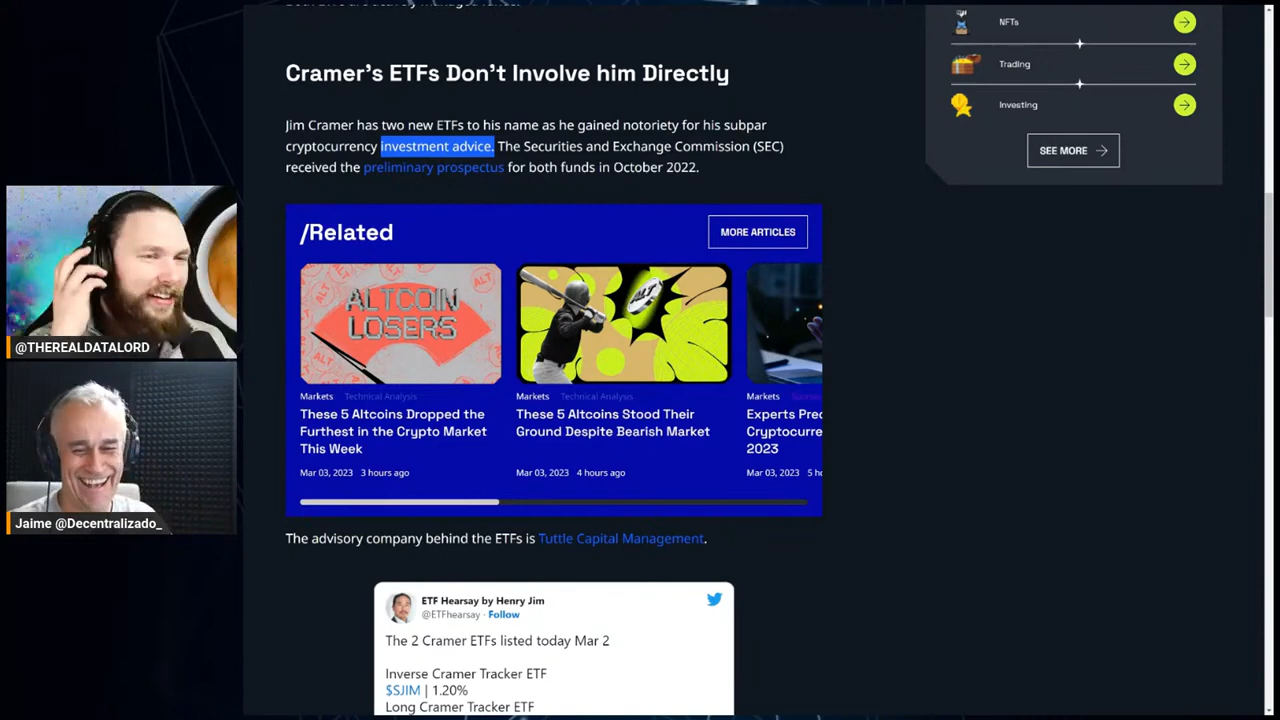 Cramer's ETFs Don't Involve him Directly
Jim Cramer has two new ETFs to his name as he gained notoriety for his subpar
cryptocurrency investment advice. The Securities and Exchange Commission (SEC)
received the preliminary prospectus for both funds in October 2022.
/Related
MORE ARTICLES
ALTCOIN
LOSERS
Markets Technical Analysis
These 5 Altcoins Dropped the
Furthest in the Crypto Market
This Week
Mar 03, 2023 3 hours ago
Markets Technical Analysis
These 5 Altcoins Stood Their
Ground Despite Bearish Market
Mar 03, 2023 4 hours ago
Markets
Experts Pred
Cryptocurre
2023
Mar 03, 2023 5 h
The advisory company behind the ETFs is Tuttle Capital Management.
ETF Hearsay by Henry Jim
@ETFhearsay · Follow
The 2 Cramer ETFs listed today Mar 2
Inverse Cramer Tracker ETF
$SJIM | 1.20%
Long Cramer Tracker ETF
NFTs
Trading
Investing
SEE MORE
@THEREALDATALORD
Jaime @Decentralizado_